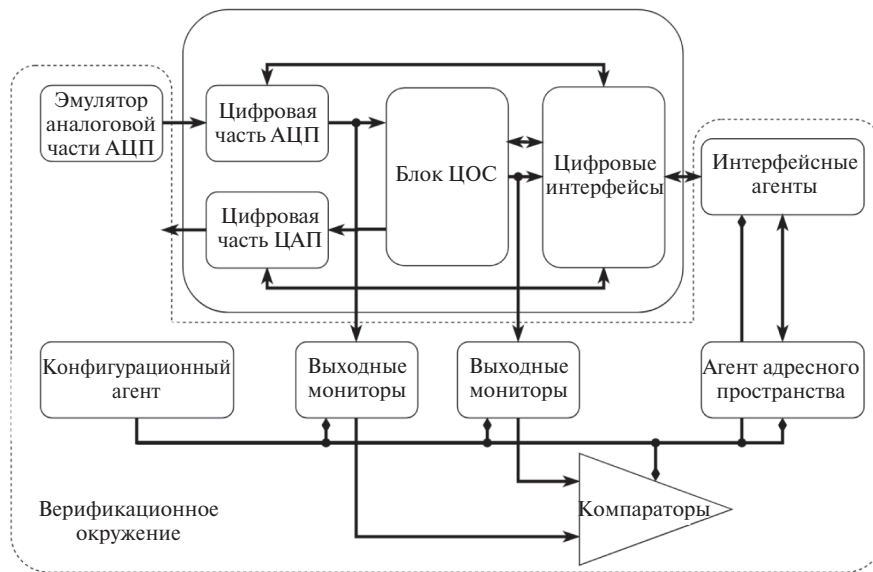 Эмулятор
аналоговой
части АЦП
Цифровая
часть АЦП
Блок ЦОС
Цифровые
интерфейсы
Интерфейсные
агенты
Цифровая
часть ЦАП
Конфигурационный
агент
Выходные
мониторы
Выходные
мониторы
Агент адресного
пространства
Верификационное
окружение
Компараторы